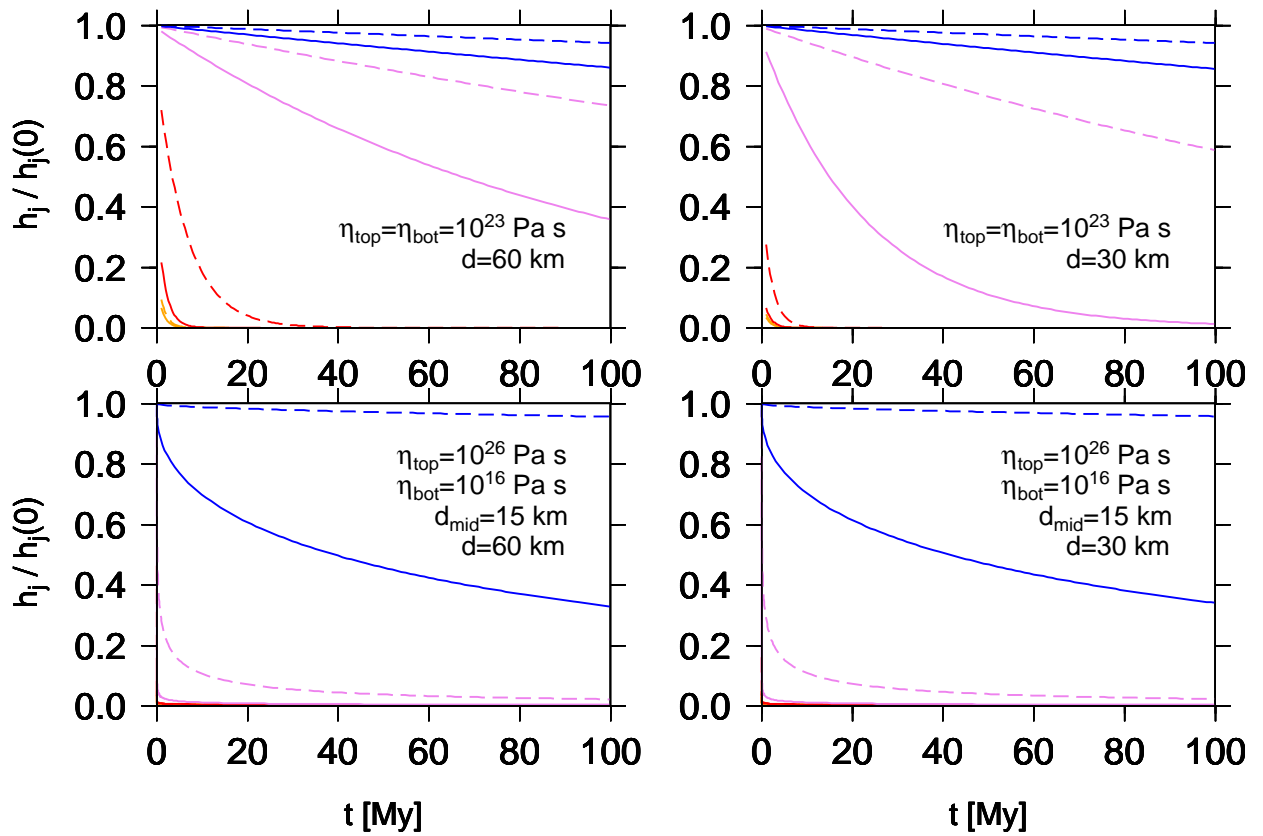 1.0
0.8
0.6
0.4
0.2
0.0
h_j / h_j(0)
η_top=η_bot=10^23 Pa s
d=60 km
0 20 40 60 80 100
1.0
0.8
0.6
0.4
0.2
0.0
η_top=η_bot=10^23 Pa s
d=30 km
0 20 40 60 80 100
1.0
0.8
0.6
0.4
0.2
0.0
h_j / h_j(0)
η_top=10^26 Pa s
η_bot=10^16 Pa s
d_mid=15 km
d=60 km
0 20 40 60 80 100
t [My]
1.0
0.8
0.6
0.4
0.2
0.0
η_top=10^26 Pa s
η_bot=10^16 Pa s
d_mid=15 km
d=30 km
0 20 40 60 80 100
t [My]